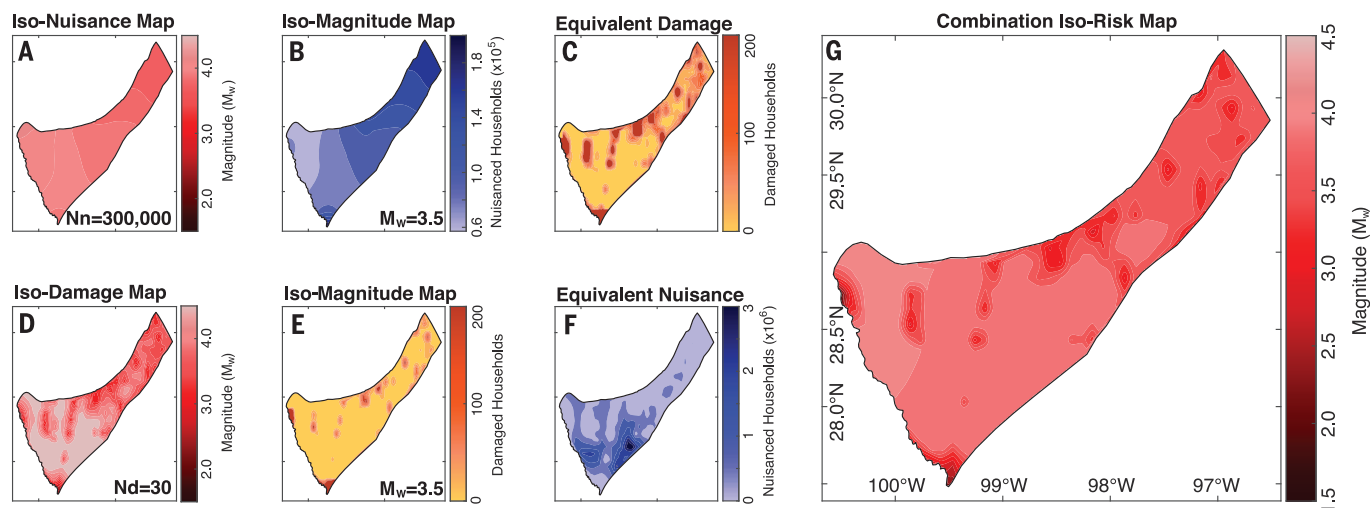 Iso-Nuisance Map
A
4.0
3.0
2.0
Magnitude (Mw)
Nn=300,000
Iso-Magnitude Map
B
1.8
1.4
1.0
0.6
Nuisanced Households (x10⁵)
Mw=3.5
Equivalent Damage
C
200
100
0
Damaged Households
Iso-Damage Map
D
4.0
3.0
2.0
Magnitude (Mw)
Nd=30
Iso-Magnitude Map
E
200
100
0
Damaged Households
Mw=3.5
Equivalent Nuisance
F
3
2
1
0
Nuisanced Households (x10⁶)
Combination Iso-Risk Map
G
30.0°N
29.5°N
28.5°N
28.0°N
100°W
99°W
98°W
97°W
4.5
4.0
3.5
3.0
2.5
2.0
1.5
Magnitude (Mw)